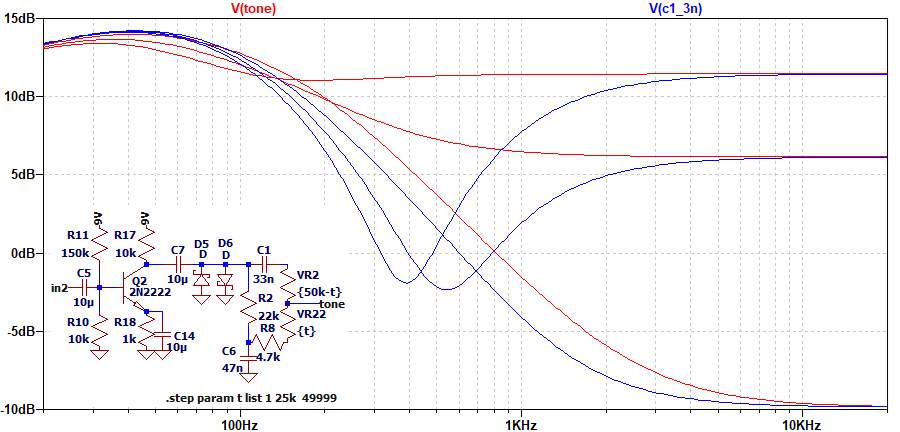 V(tone) V(c1_3n)
15dB
10dB
5dB
0dB
-5dB
-10dB
100Hz 1KHz 10KHz
9V 9V
R11 R17 D5 D6
150k 10k C7 D D C1
C5 10µ 33n VR2
in2 Q2 {50k-t}
10µ 2N2222 R2 tone
R10 R18 22k VR22
10k 1k C14 R8 {t}
10µ C6 4.7k
47n
.step param t list 1 25k 49999